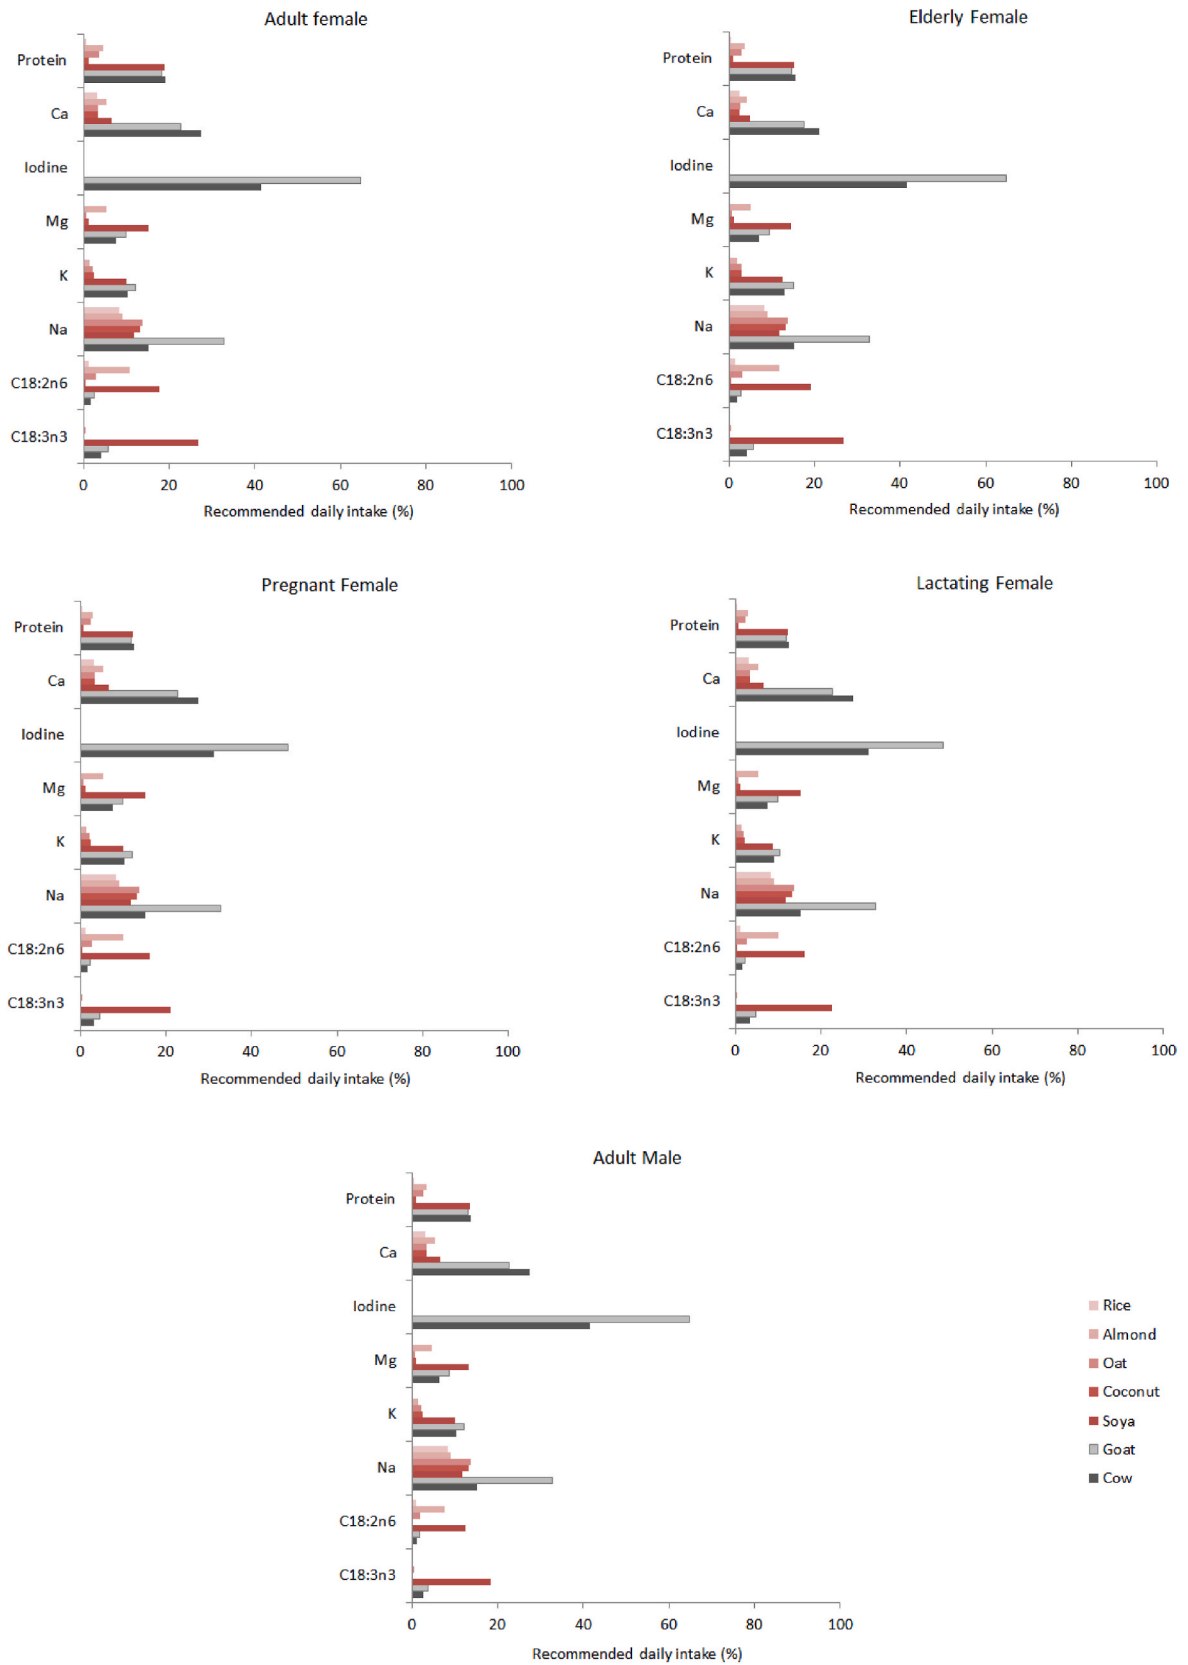 Adult female
Protein
Ca
Iodine
Mg
K
Na
C18:2n6
C18:3n3
0 20 40 60 80 100
Recommended daily intake (%)
Elderly Female
Protein
Ca
Iodine
Mg
K
Na
C18:2n6
C18:3n3
0 20 40 60 80 100
Recommended daily intake (%)
Pregnant Female
Protein
Ca
Iodine
Mg
K
Na
C18:2n6
C18:3n3
0 20 40 60 80 100
Recommended daily intake (%)
Lactating Female
Protein
Ca
Iodine
Mg
K
Na
C18:2n6
C18:3n3
0 20 40 60 80 100
Recommended daily intake (%)
Adult Male
Protein
Ca
Iodine
Mg
K
Na
C18:2n6
C18:3n3
0 20 40 60 80 100
Recommended daily intake (%)
Rice
Almond
Oat
Coconut
Soya
Goat
Cow